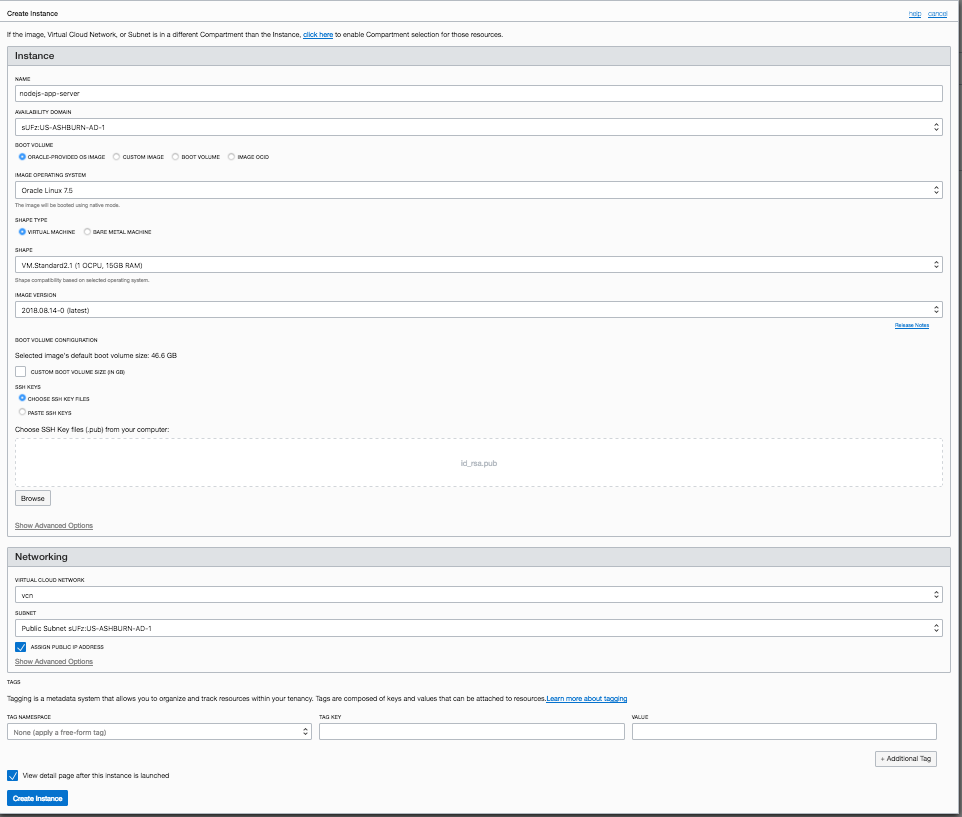 Create Instance
help cancel
If the image, Virtual Cloud Network, or Subnet is in a different Compartment than the Instance, click here to enable Compartment selection for those resources.
Instance
NAME
nodejs-app-server
AVAILABILITY DOMAIN
sUFz:US-ASHBURN-AD-1
BOOT VOLUME
ORACLE-PROVIDED OS IMAGE CUSTOM IMAGE BOOT VOLUME IMAGE OCID
IMAGE OPERATING SYSTEM
Oracle Linux 7.5
The image will be booted using native mode.
SHAPE TYPE
VIRTUAL MACHINE BARE METAL MACHINE
SHAPE
VM.Standard2.1 (1 OCPU, 15GB RAM)
Shape compatibility based on selected operating system.
IMAGE VERSION
2018.08.14-0 (latest)
Release Notes
BOOT VOLUME CONFIGURATION
Selected image's default boot volume size: 46.6 GB
CUSTOM BOOT VOLUME SIZE (IN GB)
SSH KEYS
CHOOSE SSH KEY FILES
PASTE SSH KEYS
Choose SSH Key files (.pub) from your computer:
id_rsa.pub
Browse
Show Advanced Options
Networking
VIRTUAL CLOUD NETWORK
vcn
SUBNET
Public Subnet sUFz:US-ASHBURN-AD-1
ASSIGN PUBLIC IP ADDRESS
Show Advanced Options
TAGS
Tagging is a metadata system that allows you to organize and track resources within your tenancy. Tags are composed of keys and values that can be attached to resources.Learn more about tagging
TAG NAMESPACE TAG KEY VALUE
None (apply a free-form tag)
+ Additional Tag
View detail page after this instance is launched
Create Instance